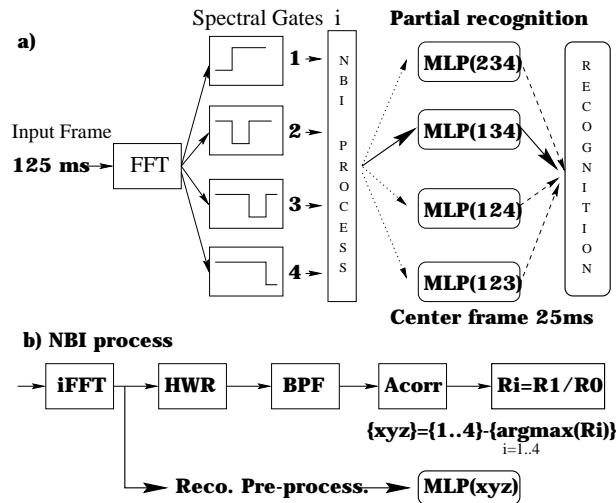 Spectral Gates i
Partial recognition
a)
1
2
3
4
Input Frame
125 ms
FFT
NBI PROCESS
MLP(234)
MLP(134)
MLP(124)
MLP(123)
RECOGNITION
Center frame 25ms
b) NBI process
iFFT
HWR
BPF
Acorr
Ri=R1/R0
{xyz}={1..4}-{argmax(Ri)}
i=1..4
Reco. Pre-process.
MLP(xyz)